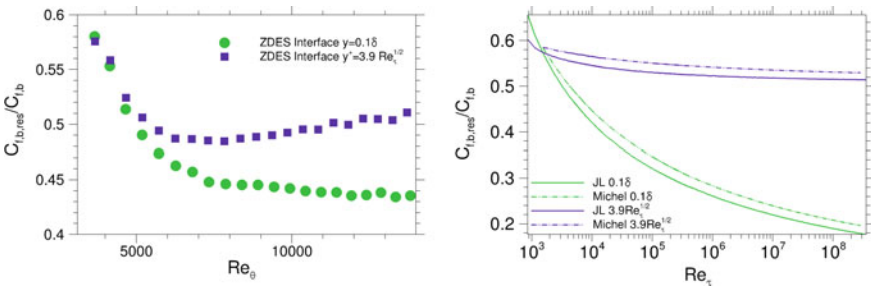 0.6
0.55
0.5
0.45
0.4
C_f,b,res/C_f,b
ZDES Interface y=0.1δ
ZDES Interface y⁺=3.9 Re_τ^1/2
5000
10000
Re_θ
0.6
0.5
0.4
0.3
0.2
C_f,b,res/C_f,b
JL 0.1δ
Michel 0.1δ
JL 3.9Re_τ^1/2
Michel 3.9Re_τ^1/2
10³
10⁴
10⁵
10⁶
10⁷
10⁸
Re_τ